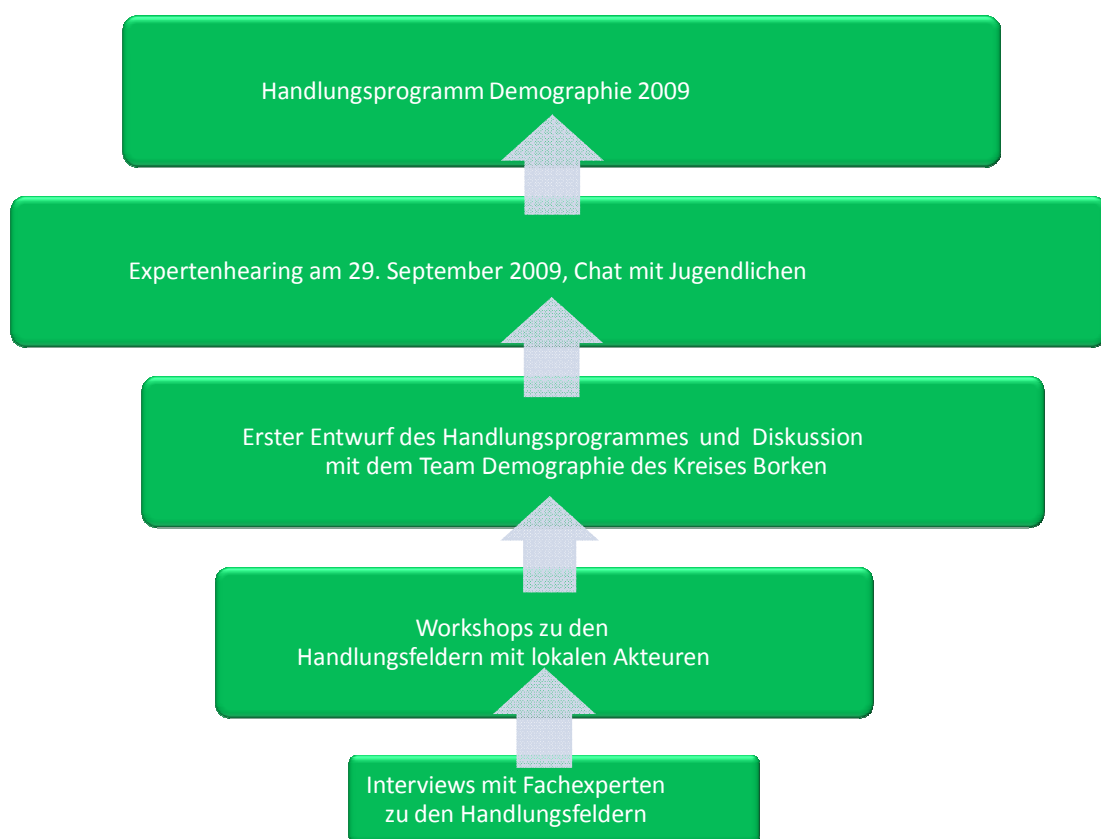 Handlungsprogramm Demographie 2009
Expertenhearing am 29. September 2009, Chat mit Jugendlichen
Erster Entwurf des Handlungsprogrammes und Diskussion
mit dem Team Demographie des Kreises Borken
Workshops zu den
Handlungsfeldern mit lokalen Akteuren
Interviews mit Fachexperten
zu den Handlungsfeldern